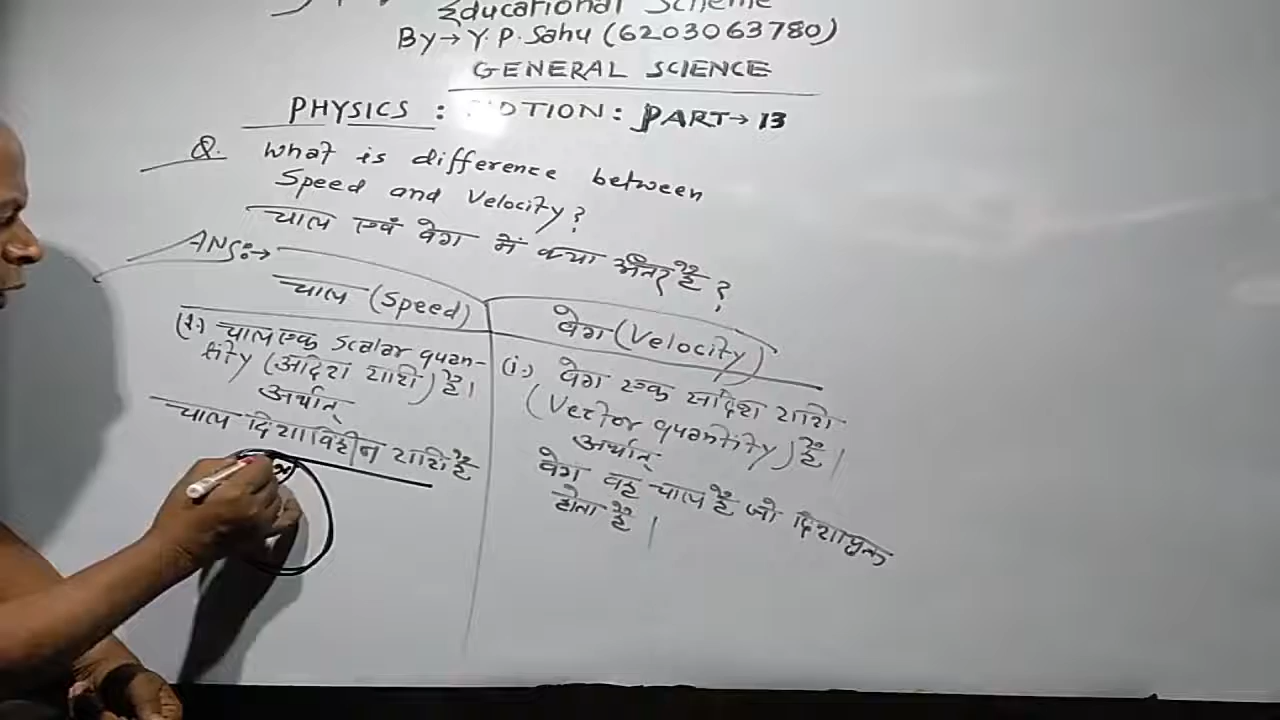 Educational Scheme
By→ Y. P. Sahu (6203063780)
GENERAL SCIENCE
PHYSICS : MOTION: PART→ 13
Q. What is difference between
Speed and Velocity?
चाल एवं वेग में क्या अंतर है ?
ANS:→
चाल (Speed)
(i.) चाल एक Scalar quan-
tity (अदिश राशि) है।
अर्थात्
चाल दिशाविहीन राशि है
वेग (Velocity)
(i.) वेग एक सदिश राशि
(Vector quantity) है।
अर्थात्
वेग वह चाल है जो दिशायुक्त
होता है।